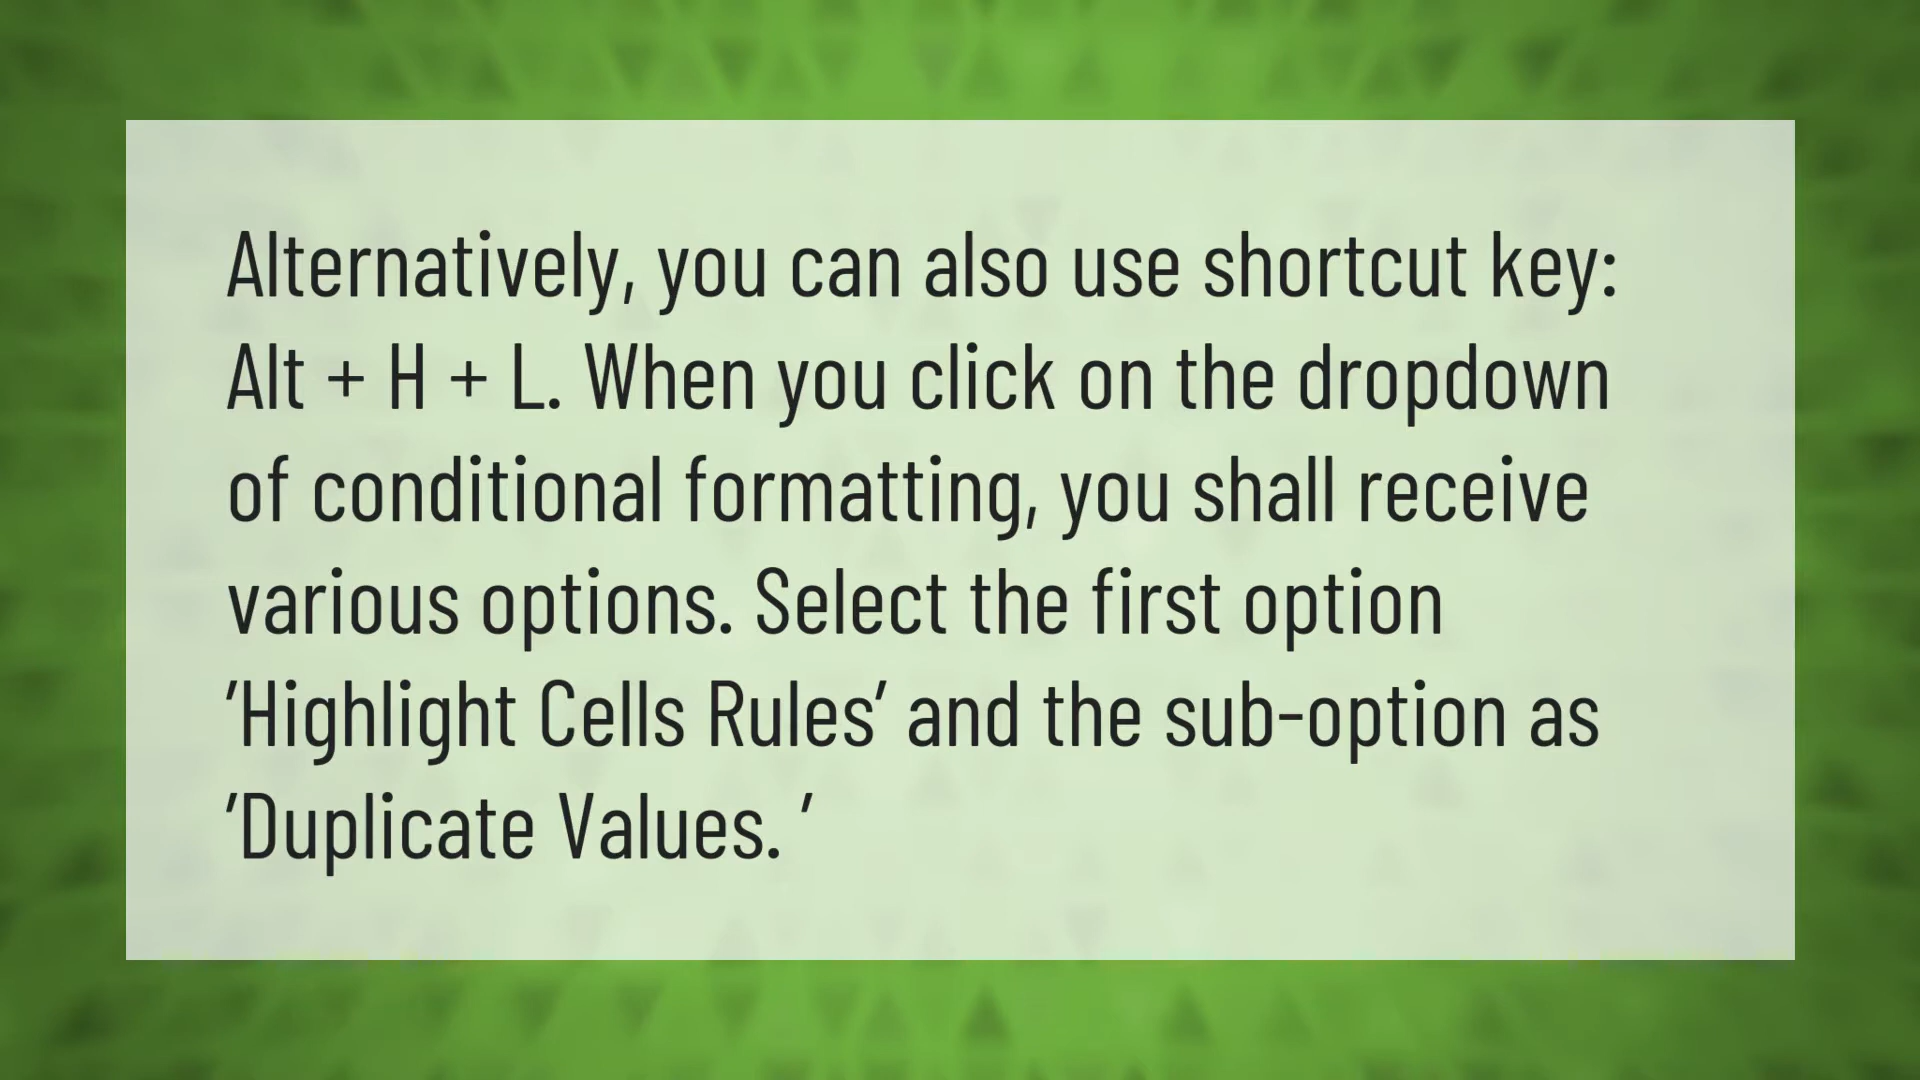 Alternatively, you can also use shortcut key:
Alt + H + L. When you click on the dropdown
of conditional formatting, you shall receive
various options. Select the first option
'Highlight Cells Rules' and the sub-option as
'Duplicate Values. '